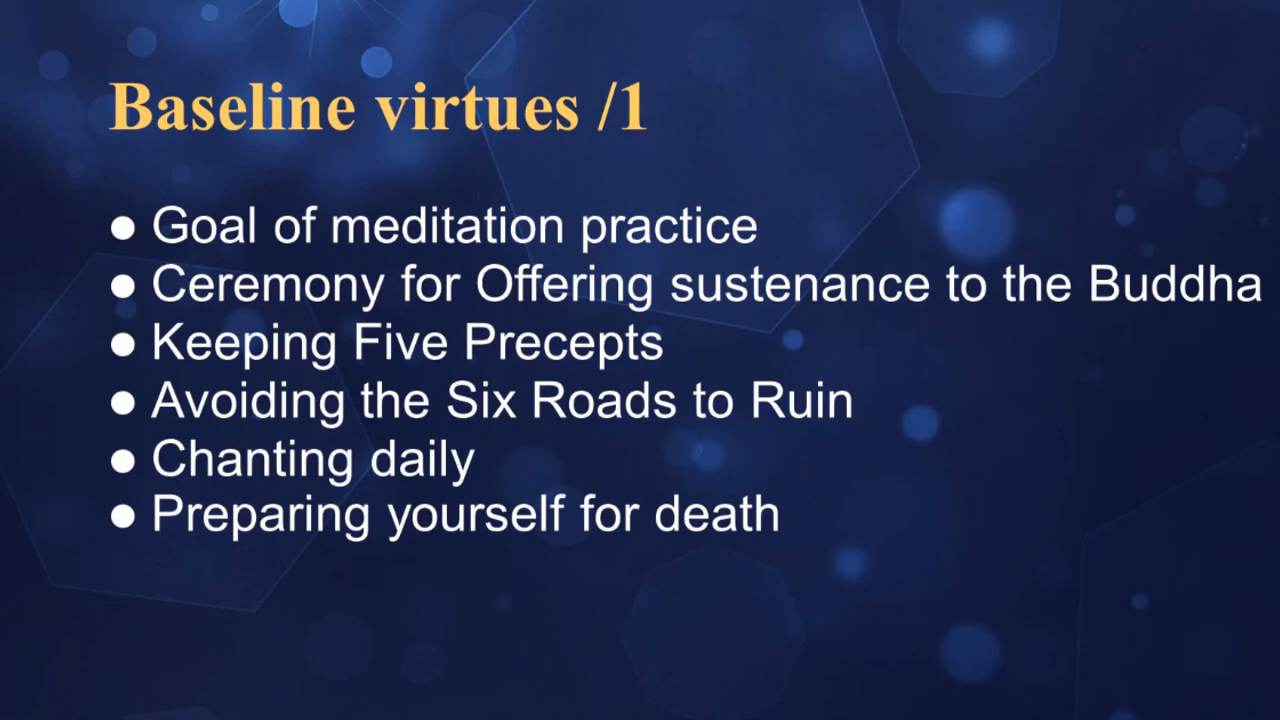 Baseline virtues /1
● Goal of meditation practice
● Ceremony for Offering sustenance to the Buddha
● Keeping Five Precepts
● Avoiding the Six Roads to Ruin
● Chanting daily
● Preparing yourself for death